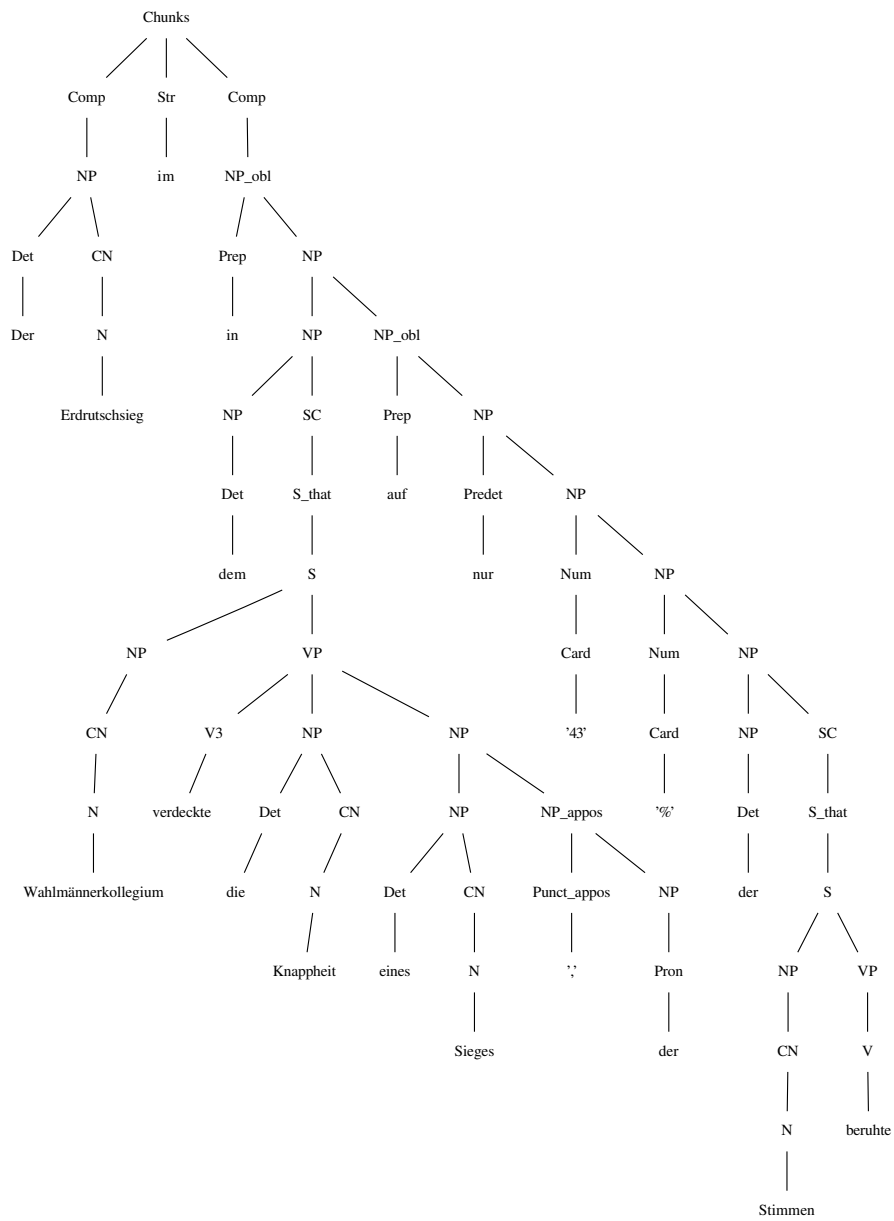 Chunks
Comp Str Comp
NP im NP_obl
Det CN Prep NP
Der N in NP NP_obl
Erdrutschsieg NP SC Prep NP
Det S_that auf Predet NP
dem S nur Num NP
NP VP Card Num NP
CN V3 NP NP '43' Card NP SC
N verdeckte Det CN NP NP_appos '%' Det S_that
Wahlmännerkollegium die N Det CN Punct_appos NP der S
Knappheit eines N ',' Pron NP VP
Sieges der CN V
N beruhte
Stimmen